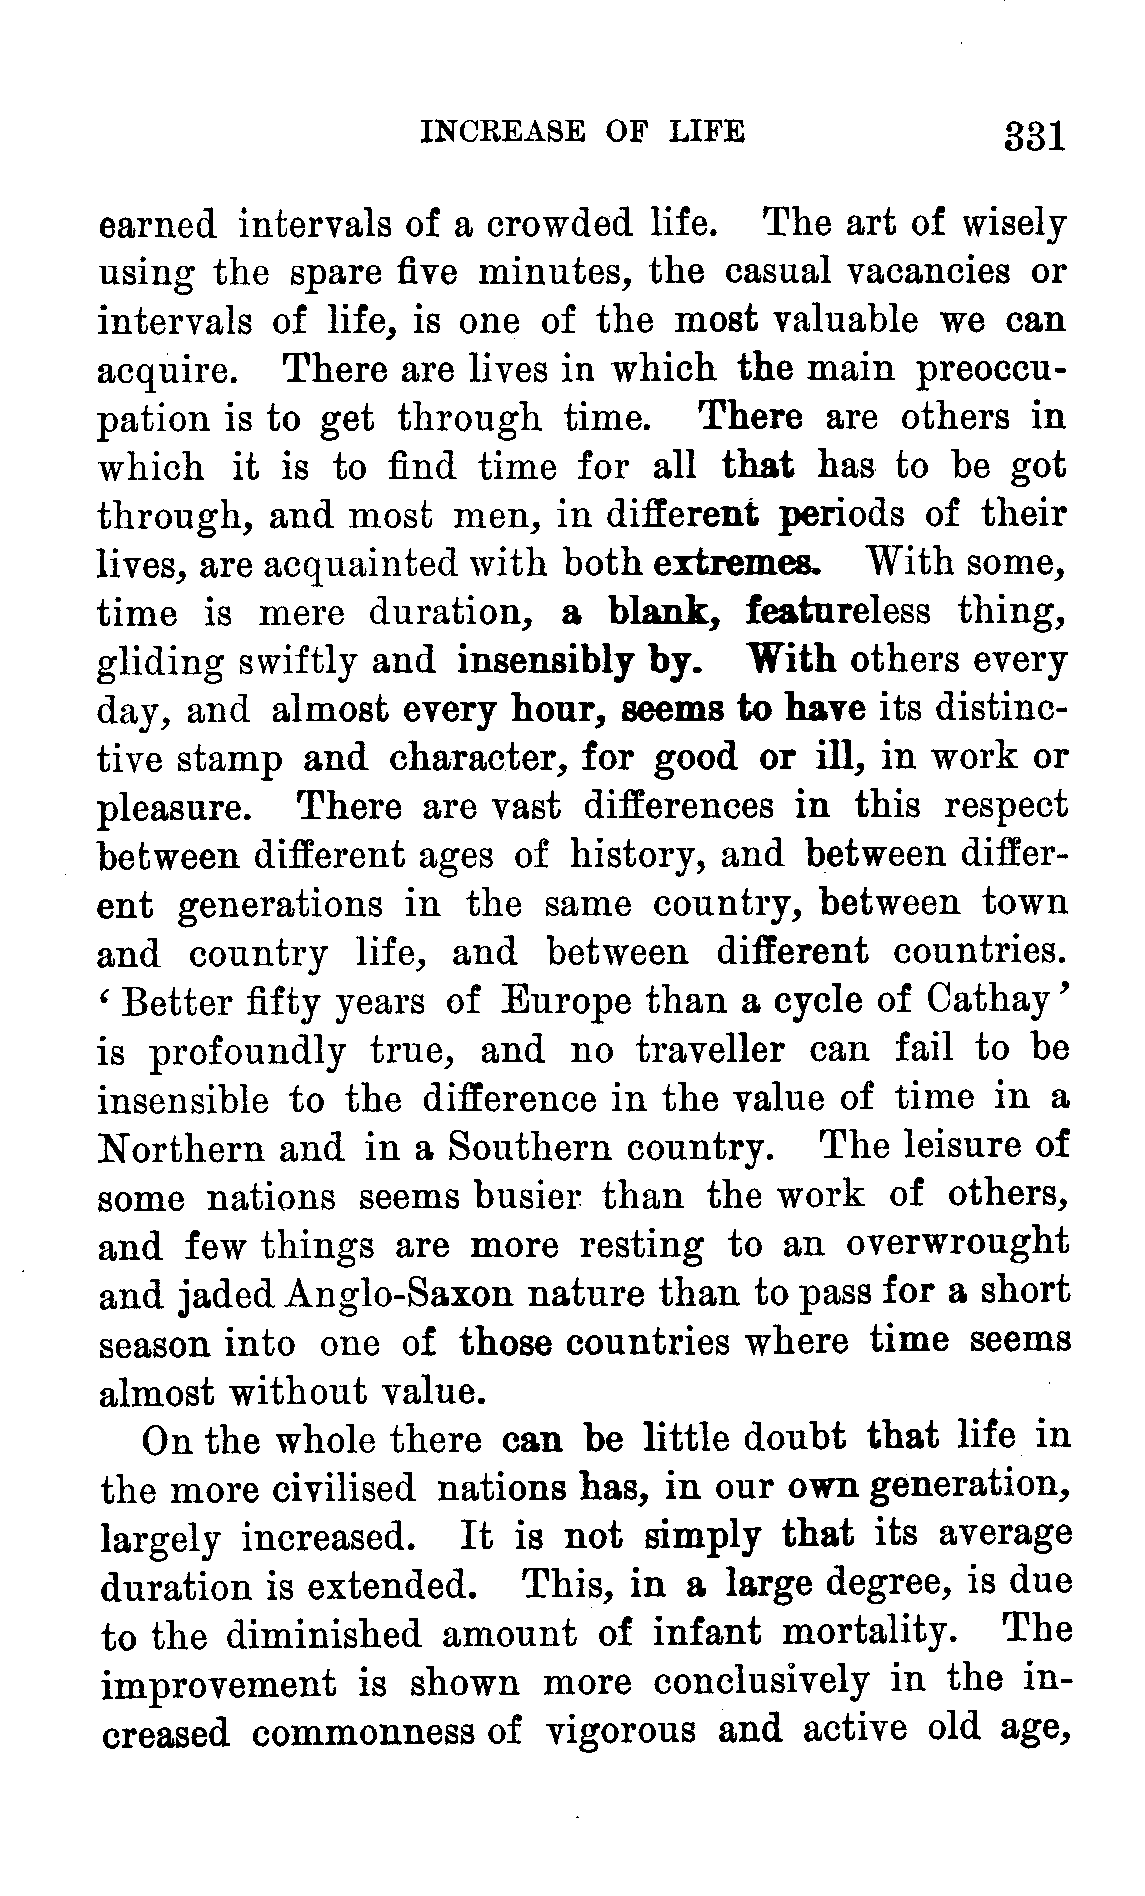 INCREASE OF LIFE 331
earned intervals of a crowded life. The art of wisely
using the spare five minutes, the casual vacancies or
intervals of life, is one of the most valuable we can
acquire. There are lives in which the main preoccu-
pation is to get through time. There are others in
which it is to find time for all that has to be got
through, and most men, in different periods of their
lives, are acquainted with both extremes. With some,
time is mere duration, a blank, featureless thing,
gliding swiftly and insensibly by. With others every
day, and almost every hour, seems to have its distinc-
tive stamp and character, for good or ill, in work or
pleasure. There are vast differences in this respect
between different ages of history, and between differ-
ent generations in the same country, between town
and country life, and between different countries.
‘Better fifty years of Europe than a cycle of Cathay’
is profoundly true, and no traveller can fail to be
insensible to the difference in the value of time in a
Northern and in a Southern country. The leisure of
some nations seems busier than the work of others,
and few things are more resting to an overwrought
and jaded Anglo-Saxon nature than to pass for a short
season into one of those countries where time seems
almost without value.
On the whole there can be little doubt that life in
the more civilised nations has, in our own generation,
largely increased. It is not simply that its average
duration is extended. This, in a large degree, is due
to the diminished amount of infant mortality. The
improvement is shown more conclusively in the in-
creased commonness of vigorous and active old age,